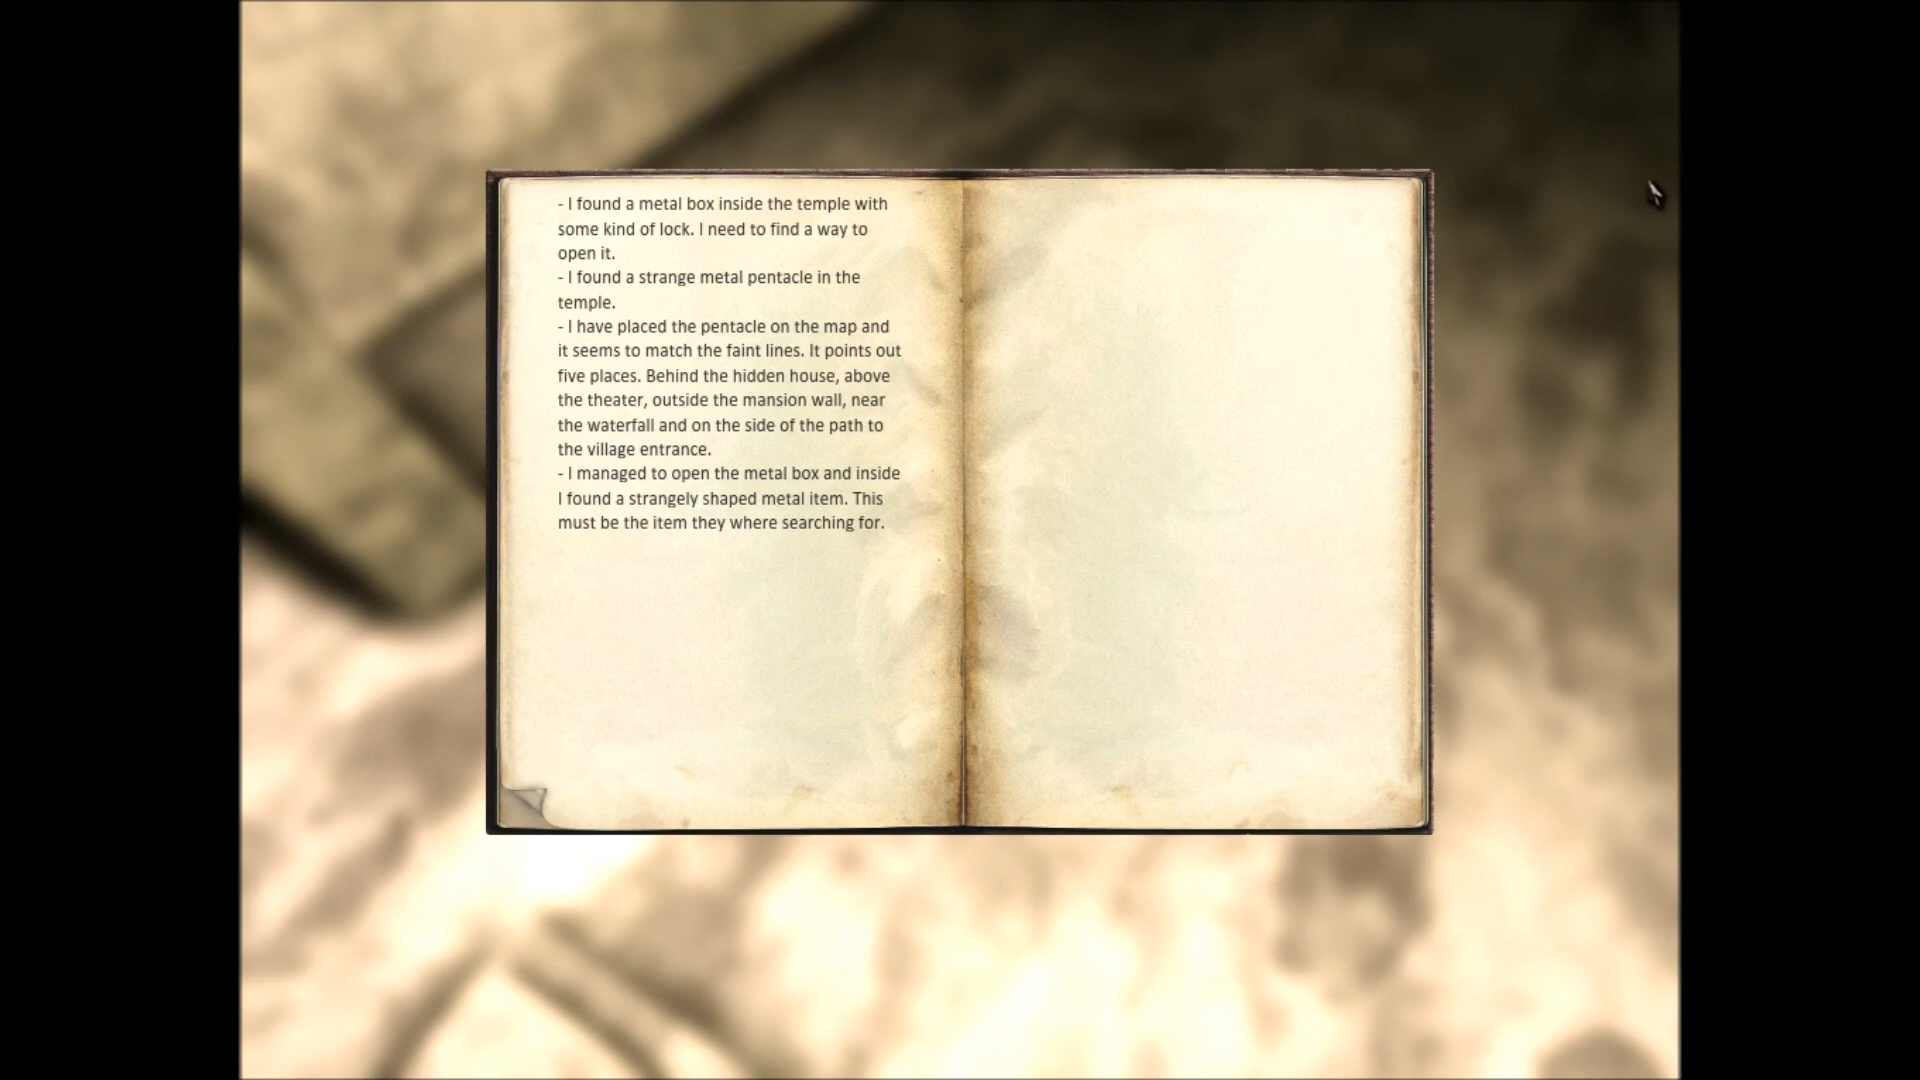 - I found a metal box inside the temple with
some kind of lock. I need to find a way to
open it.
- I found a strange metal pentacle in the
temple.
- I have placed the pentacle on the map and
it seems to match the faint lines. It points out
five places. Behind the hidden house, above
the theater, outside the mansion wall, near
the waterfall and on the side of the path to
the village entrance.
- I managed to open the metal box and inside
I found a strangely shaped metal item. This
must be the item they where searching for.